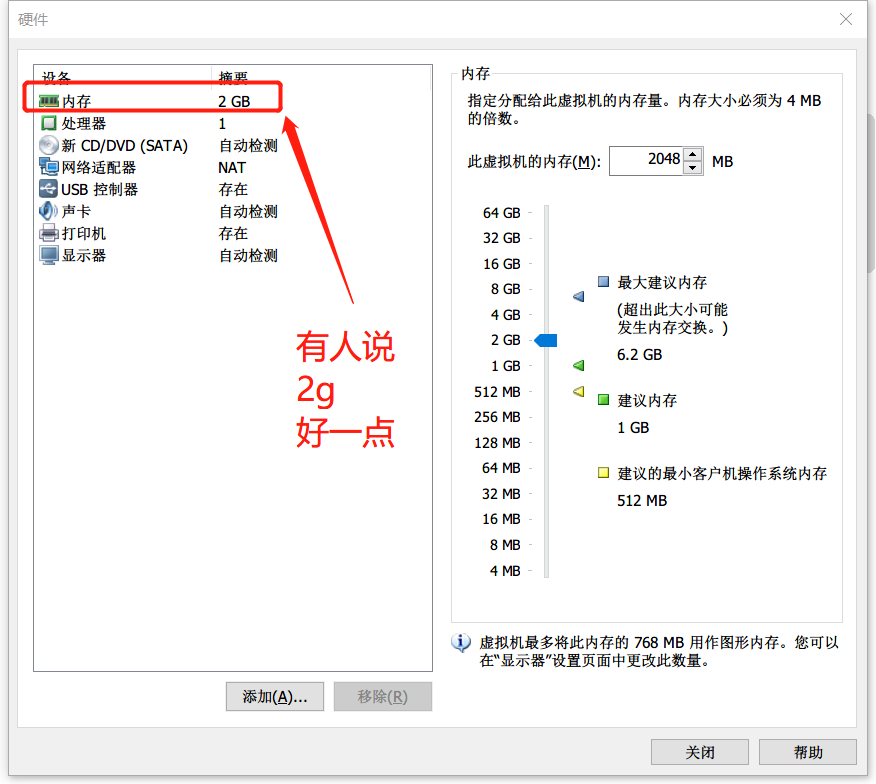 硬件
设备 摘要
内存 2 GB
处理器 1
新 CD/DVD (SATA) 自动检测
网络适配器 NAT
USB 控制器 存在
声卡 自动检测
打印机 存在
显示器 自动检测
有人说
2g
好一点
添加(A)... 移除(R)
内存
指定分配给此虚拟机的内存量。内存大小必须为 4 MB
的倍数。
此虚拟机的内存(M): 2048 MB
64 GB
32 GB
16 GB
8 GB
4 GB
2 GB
1 GB
512 MB
256 MB
128 MB
64 MB
32 MB
16 MB
8 MB
4 MB
最大建议内存
(超出此大小可能
发生内存交换。)
6.2 GB
建议内存
1 GB
建议的最小客户机操作系统内存
512 MB
虚拟机最多将此内存的 768 MB 用作图形内存。您可以
在“显示器”设置页面中更改此数量。
关闭 帮助